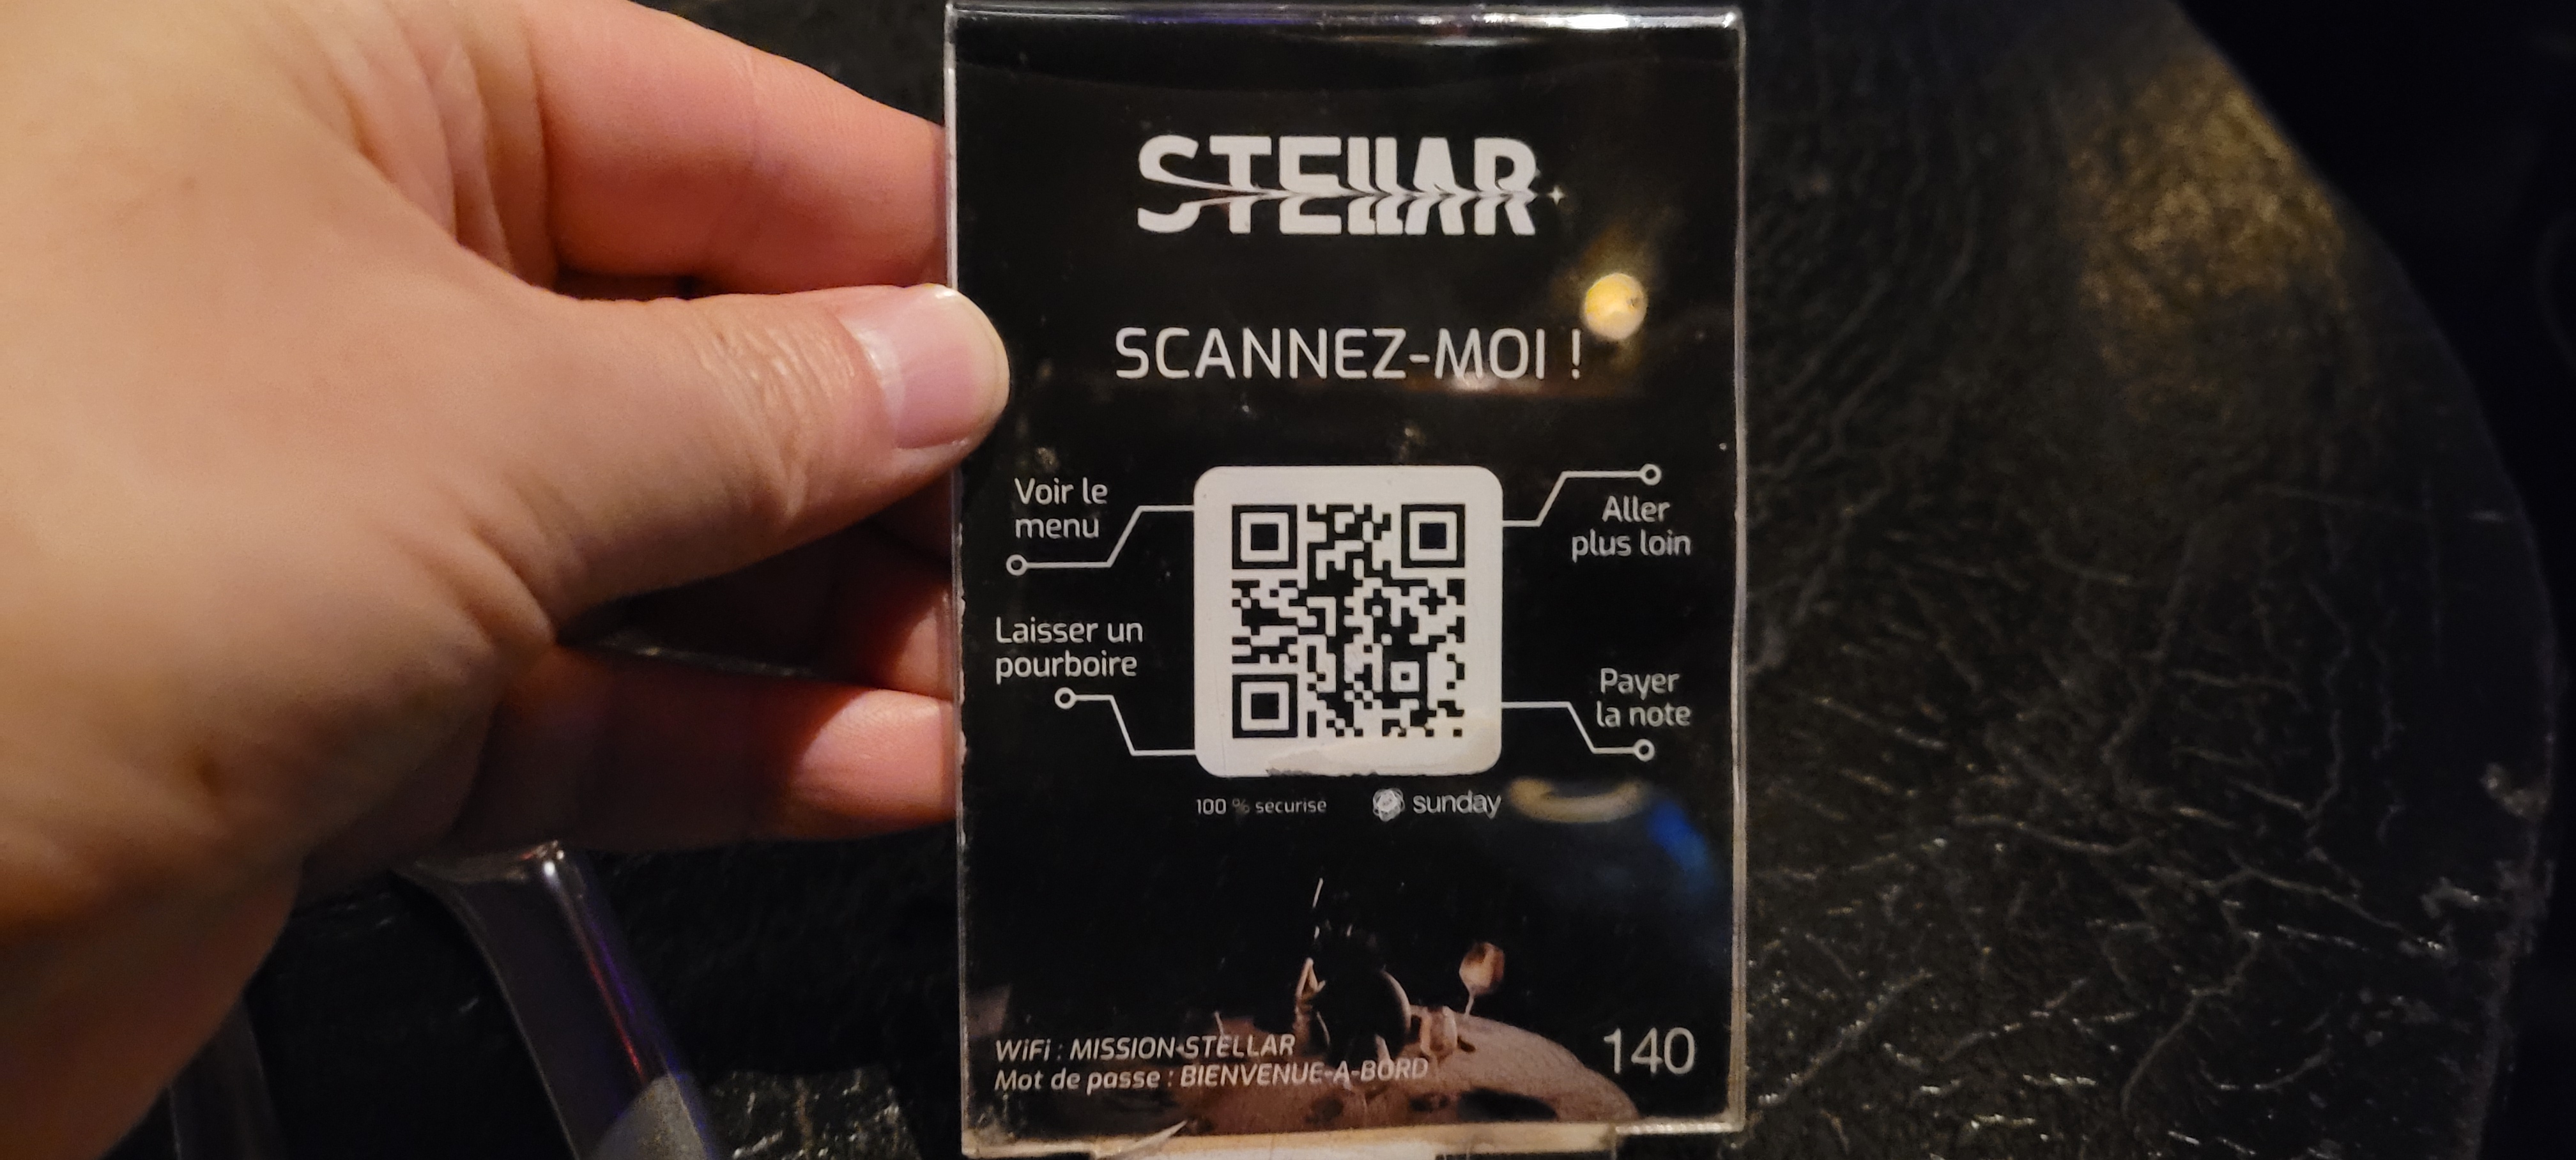 STELLAR
SCANNEZ-MOI !
Voir le
menu
Aller
plus loin
Laisser un
pourboire
Payer
la note
100 % securise
sunday
WiFi : MISSION-STELLAR
Mot de passe : BIENVENUE-A-BORD
140